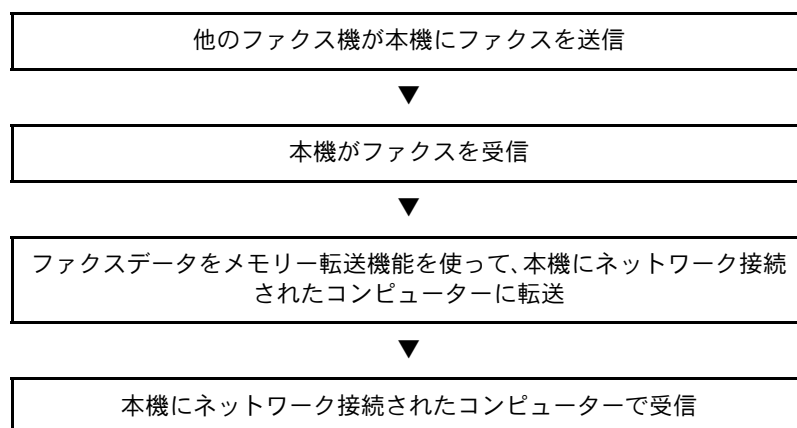 他のファクス機が本機にファクスを送信
▼
本機がファクスを受信
▼
ファクスデータをメモリー転送機能を使って、本機にネットワーク接続
されたコンピューターに転送
▼
本機にネットワーク接続されたコンピューターで受信